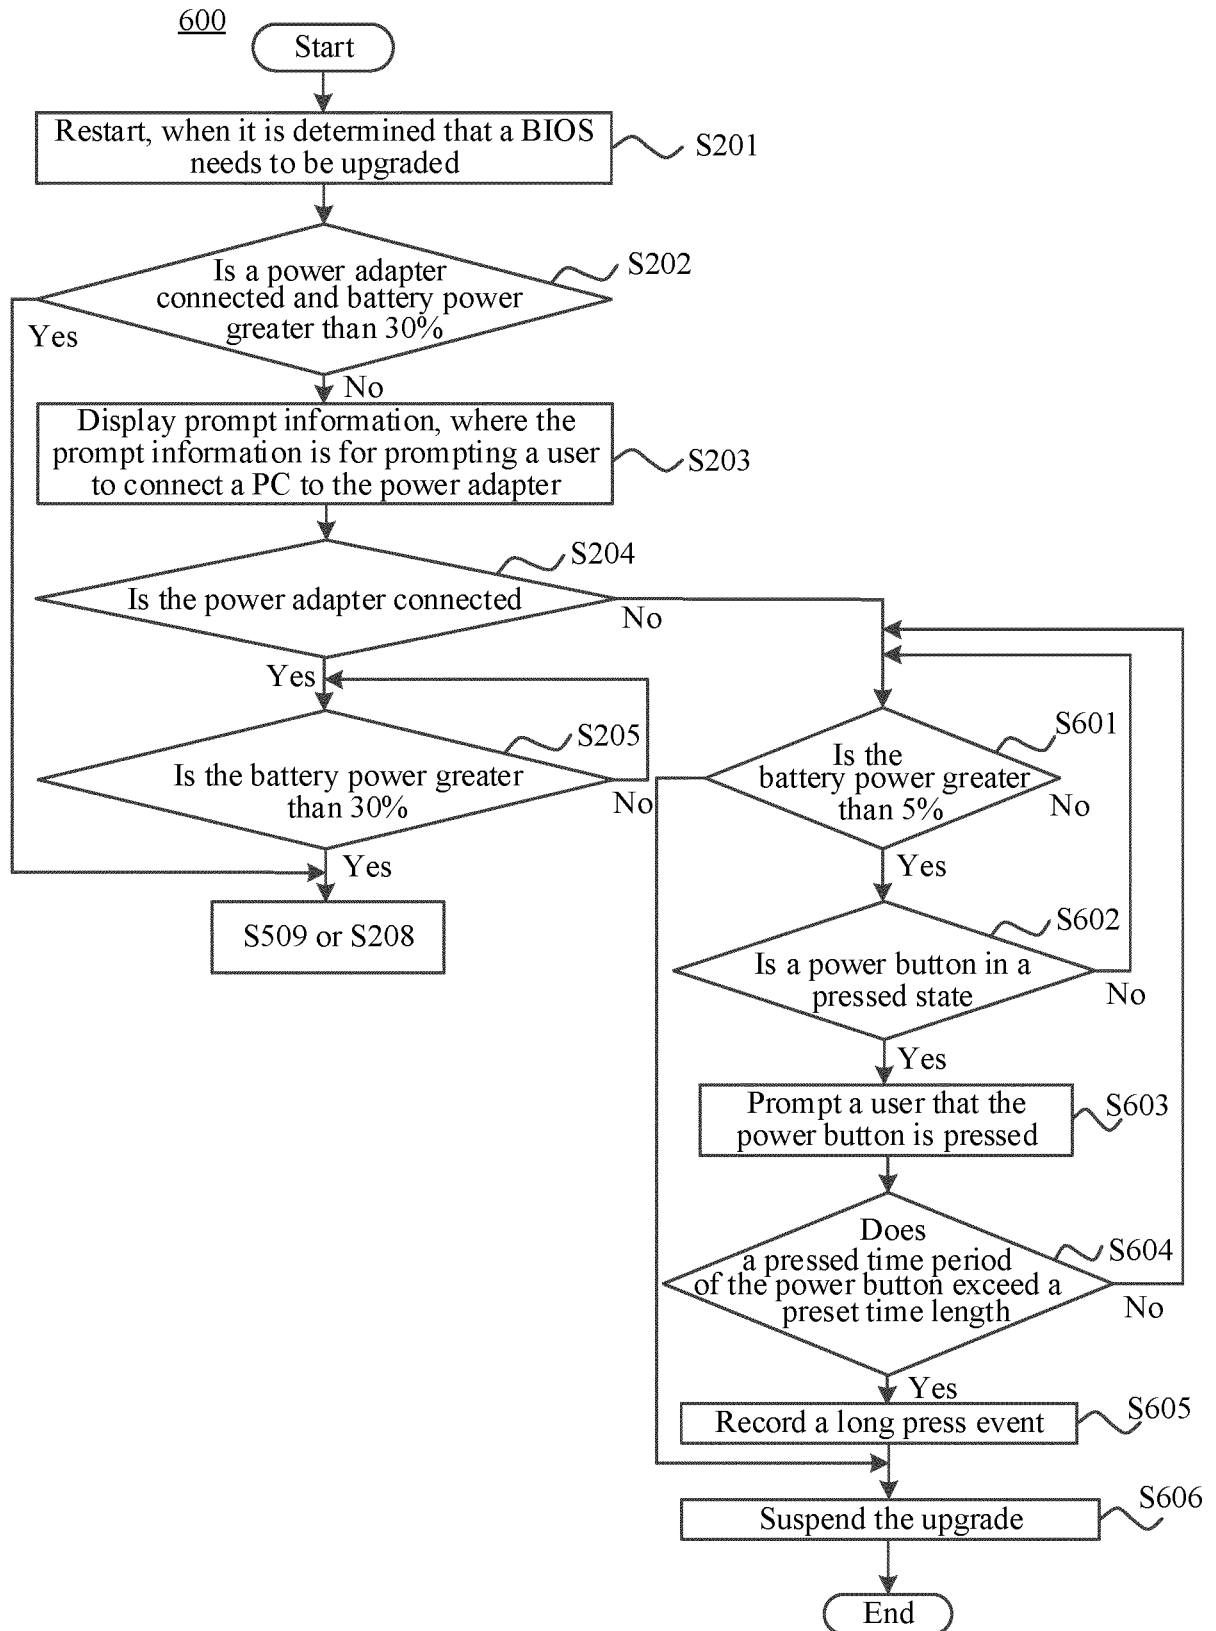 600
Start
Restart, when it is determined that a BIOS
needs to be upgraded
S201
Is a power adapter
connected and battery power
greater than 30%
S202
Yes
No
Display prompt information, where the
prompt information is for prompting a user
to connect a PC to the power adapter
S203
Is the power adapter connected
S204
No
Yes
Is the battery power greater
than 30%
S205
No
Yes
S509 or S208
Is the
battery power greater
than 5%
S601
No
Yes
Is a power button in a
pressed state
S602
No
Yes
Prompt a user that the
power button is pressed
S603
Does
a pressed time period
of the power button exceed a
preset time length
S604
No
Yes
Record a long press event
S605
Suspend the upgrade
S606
End